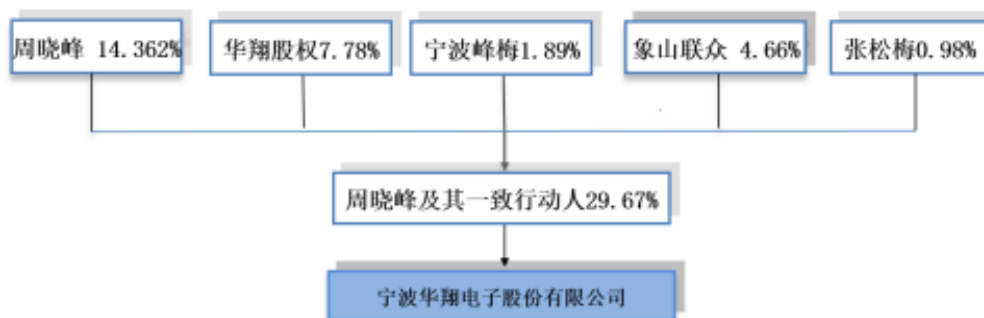 周晓峰 14.362%
华翔股权7.78%
宁波峰梅1.89%
象山联众 4.66%
张松梅0.98%
周晓峰及其一致行动人29.67%
宁波华翔电子股份有限公司